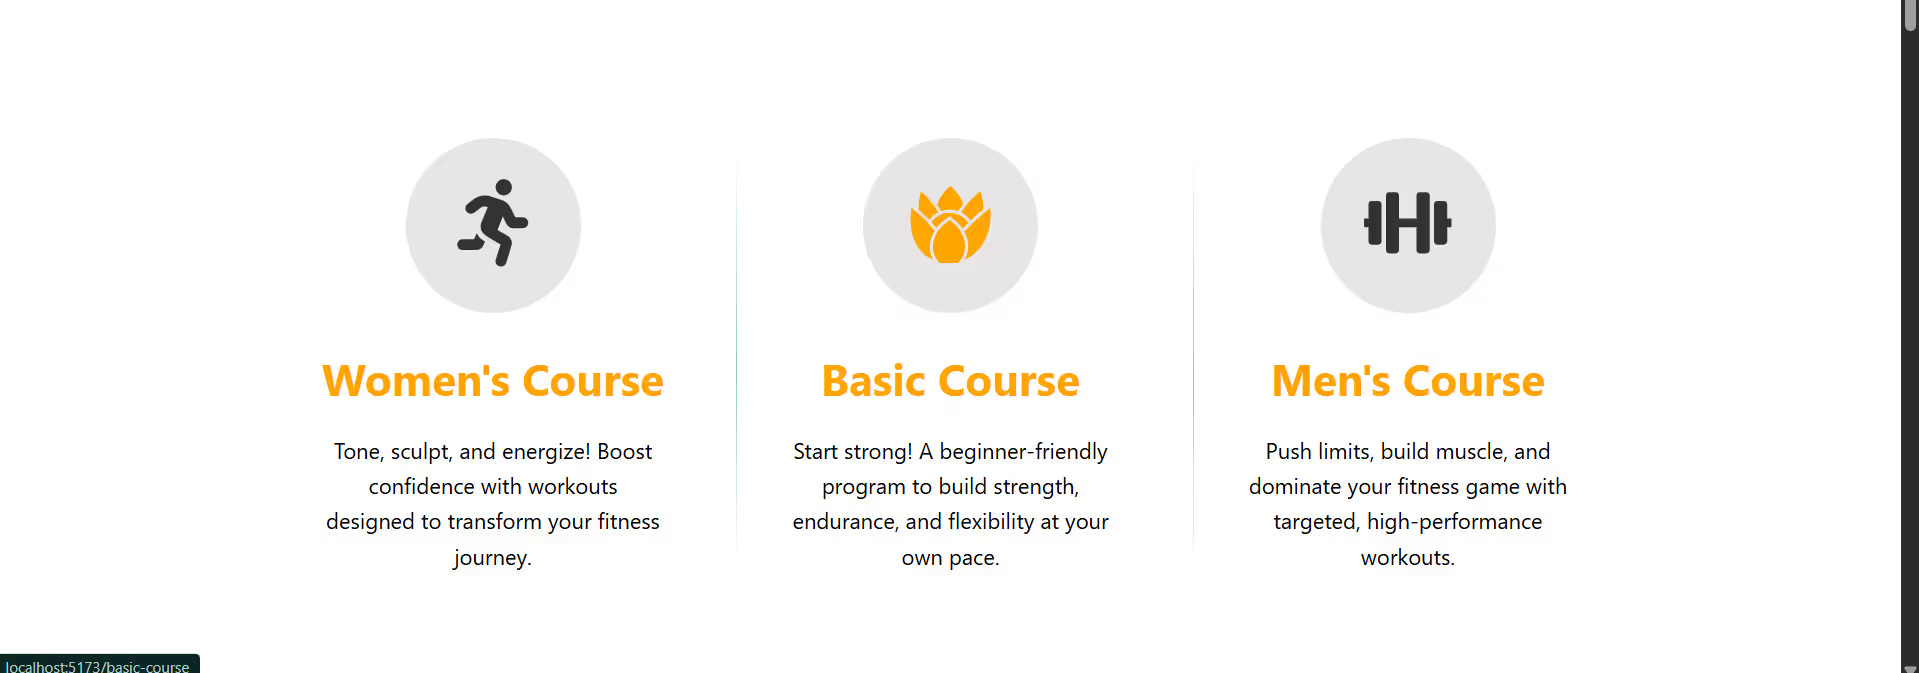 Women's Course
Tone, sculpt, and energize! Boost
confidence with workouts
designed to transform your fitness
journey.
Basic Course
Start strong! A beginner-friendly
program to build strength,
endurance, and flexibility at your
own pace.
Men's Course
Push limits, build muscle, and
dominate your fitness game with
targeted, high-performance
workouts.
localhost:5173/basic-course